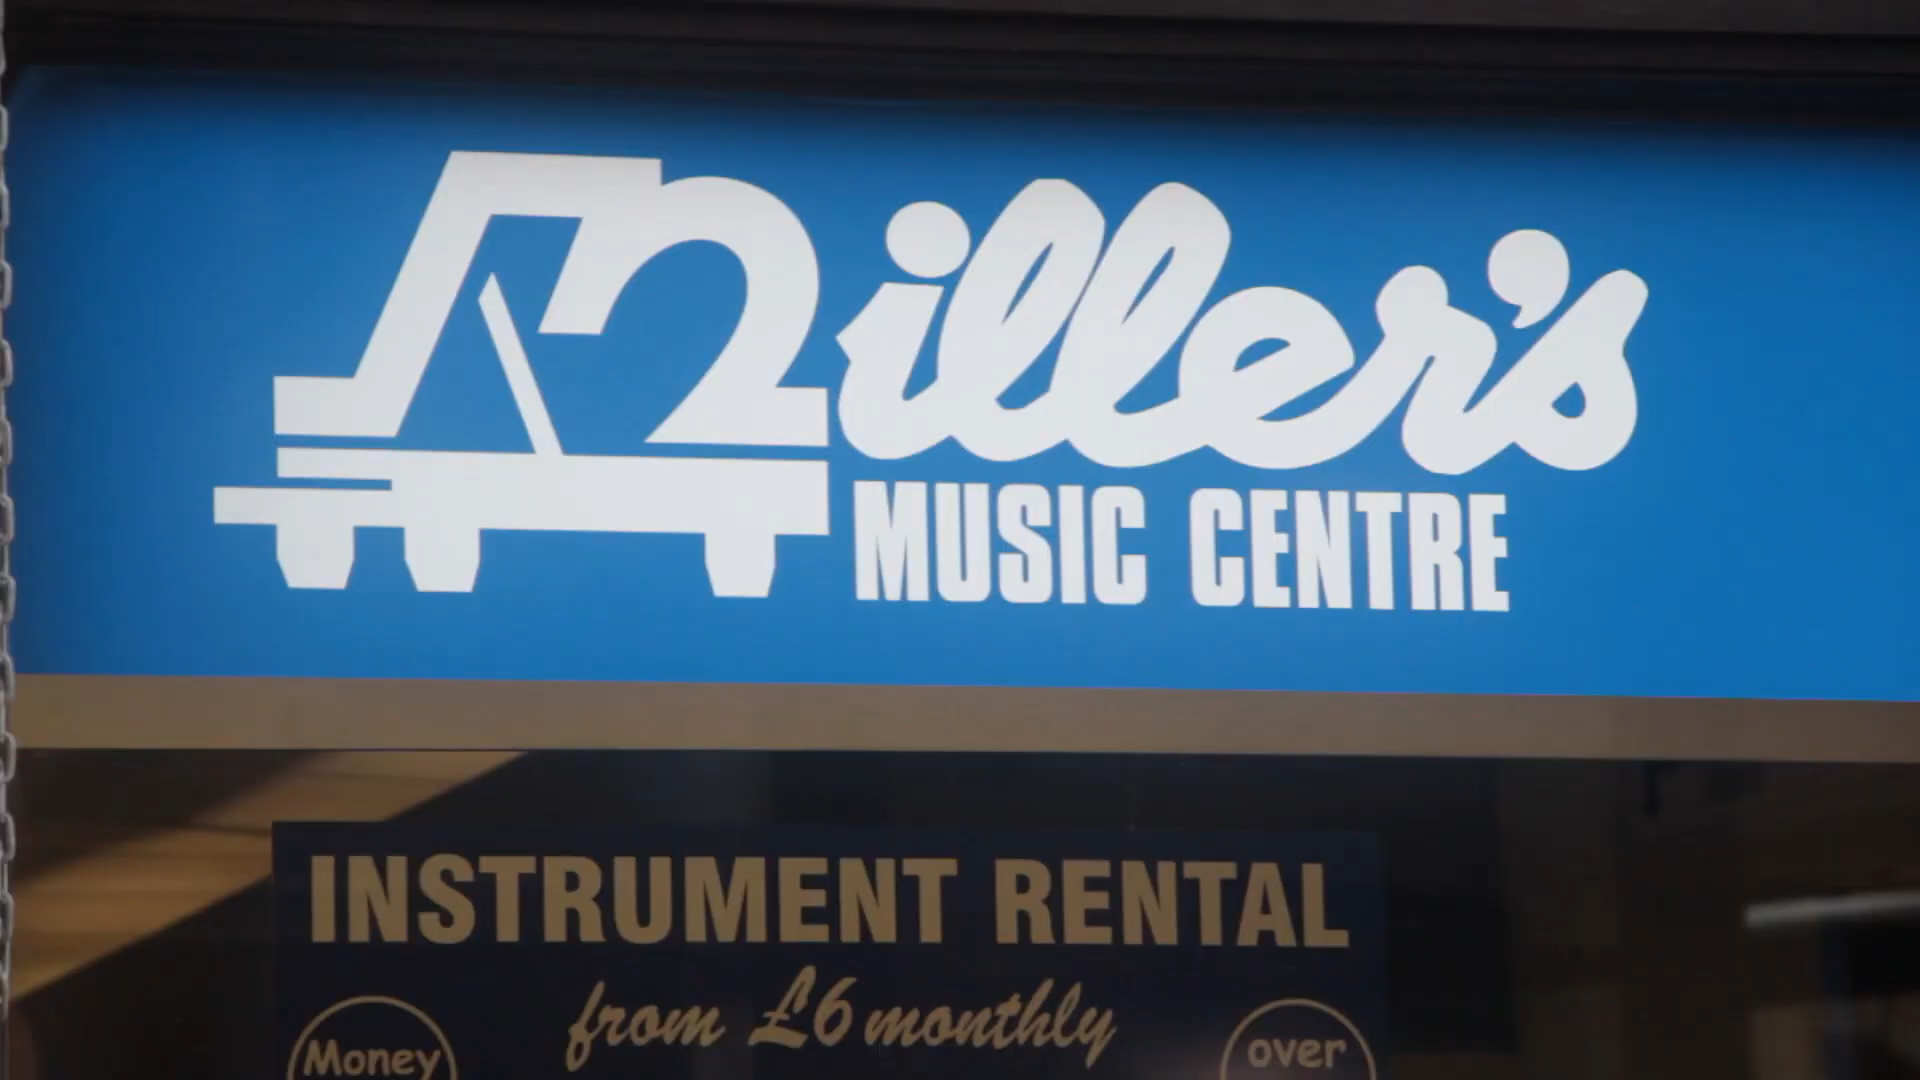 Miller's
MUSIC CENTRE
INSTRUMENT RENTAL
from £6 monthly
Money
over